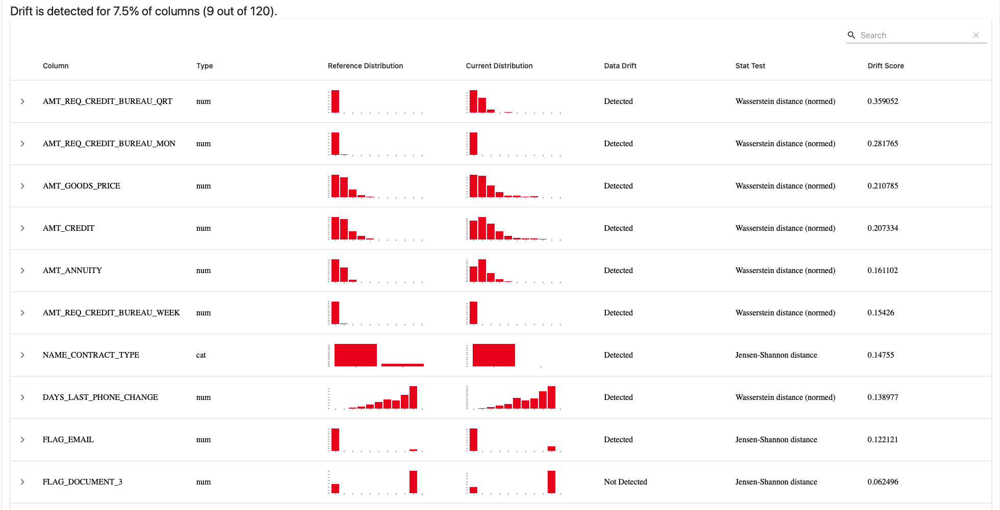 Drift is detected for 7.5% of columns (9 out of 120).
Search
Column Type Reference Distribution Current Distribution Data Drift Stat Test Drift Score
AMT_REQ_CREDIT_BUREAU_QRT num Detected Wasserstein distance (normed) 0.359052
AMT_REQ_CREDIT_BUREAU_MON num Detected Wasserstein distance (normed) 0.281765
AMT_GOODS_PRICE num Detected Wasserstein distance (normed) 0.210785
AMT_CREDIT num Detected Wasserstein distance (normed) 0.207334
AMT_ANNUITY num Detected Wasserstein distance (normed) 0.161102
AMT_REQ_CREDIT_BUREAU_WEEK num Detected Wasserstein distance (normed) 0.15426
NAME_CONTRACT_TYPE cat Detected Jensen-Shannon distance 0.14755
DAYS_LAST_PHONE_CHANGE num Detected Wasserstein distance (normed) 0.138977
FLAG_EMAIL num Detected Jensen-Shannon distance 0.122121
FLAG_DOCUMENT_3 num Not Detected Jensen-Shannon distance 0.062496